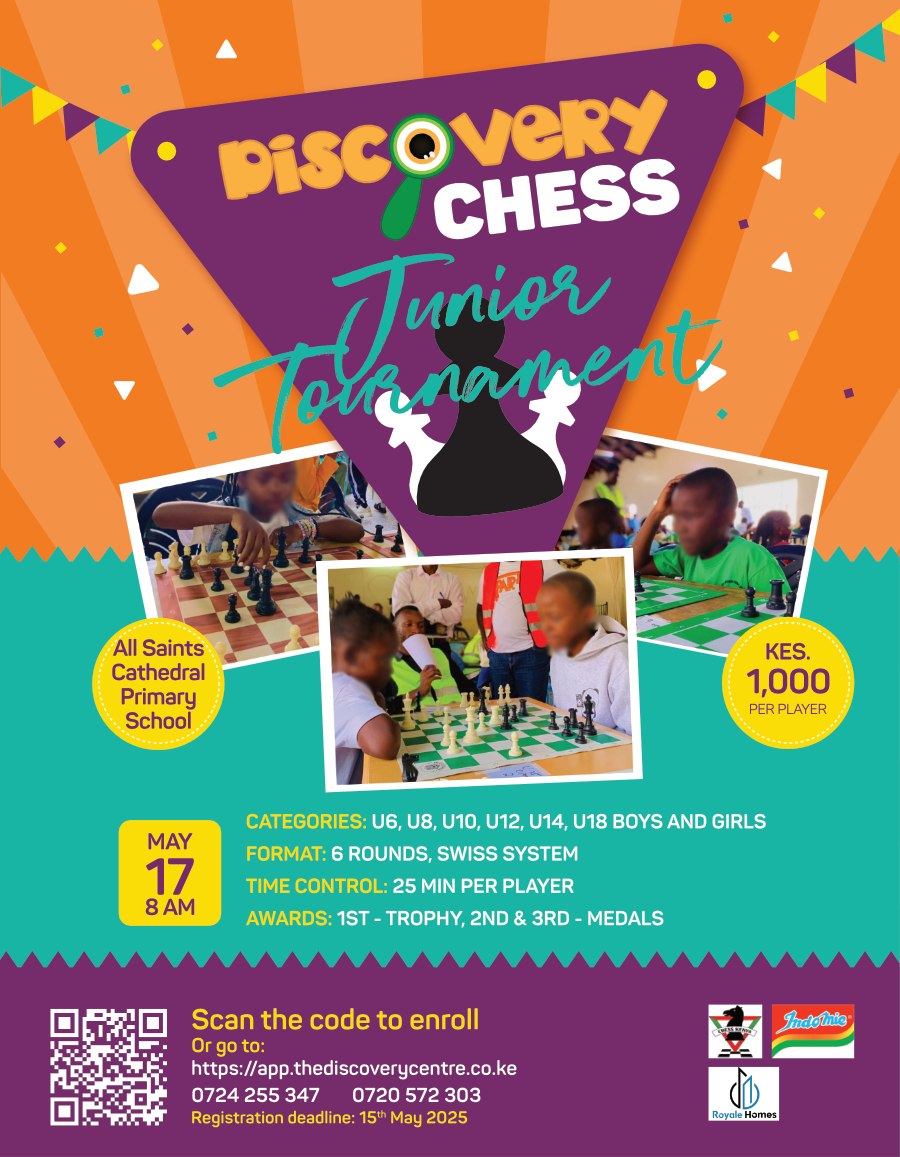 DISCOVERY
CHESS
Junior
Tournament
All Saints
Cathedral
Primary
School
KES.
1,000
PER PLAYER
MAY
17
8 AM
CATEGORIES: U6, U8, U10, U12, U14, U18 BOYS AND GIRLS
FORMAT: 6 ROUNDS, SWISS SYSTEM
TIME CONTROL: 25 MIN PER PLAYER
AWARDS: 1ST - TROPHY, 2ND & 3RD - MEDALS
Scan the code to enroll
Or go to:
https://app.thediscoverycentre.co.ke
0724 255 347 0720 572 303
Registration deadline: 15th May 2025
CHESS KENYA
Indomie
Royale Homes